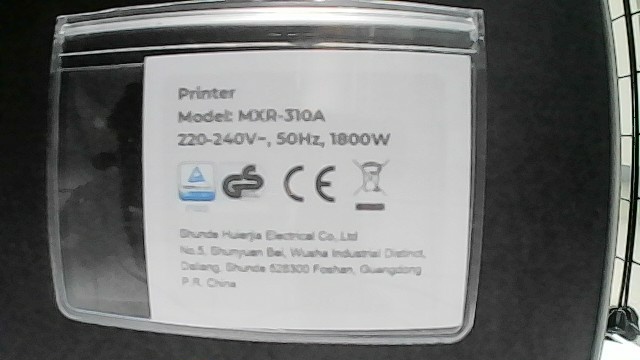 Printer
Model: MXR-310A
220-240V~, 50Hz, 1800W
Shunde Huierjia Electrical Co., Ltd
No.5, Shunyuan Bei, Wusha Industrial District,
Daliang, Shunde 528300 Foshan, Guangdong
P.R. China